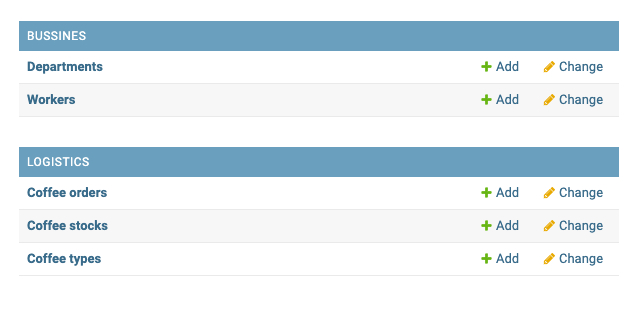 BUSSINES
Departments Add Change
Workers Add Change
LOGISTICS
Coffee orders Add Change
Coffee stocks Add Change
Coffee types Add Change